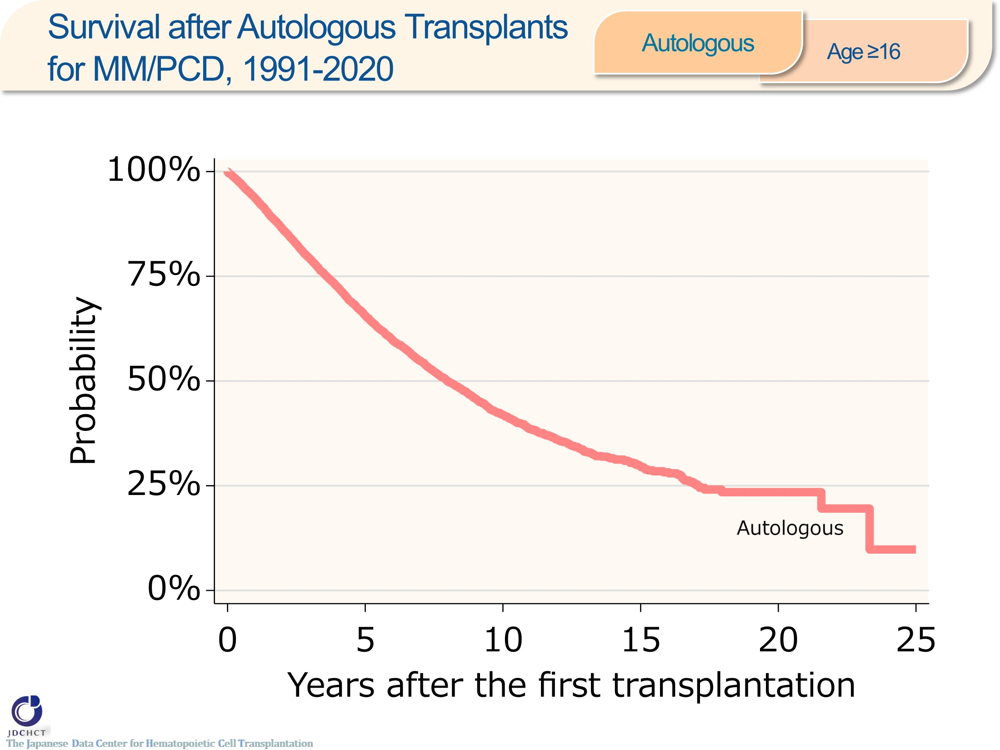 Survival after Autologous Transplants
for MM/PCD, 1991-2020
Autologous
Age ≥16
100%
75%
50%
25%
0%
Probability
Autologous
0 5 10 15 20 25
Years after the first transplantation
JDCHCT
The Japanese Data Center for Hematopoietic Cell Transplantation